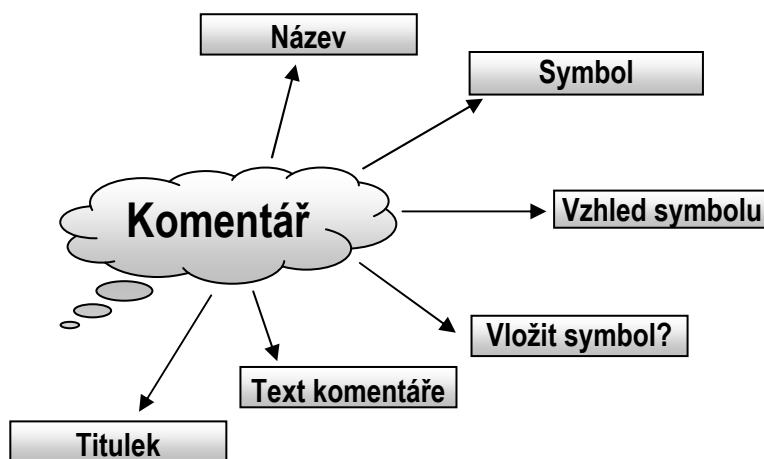 Název
Symbol
Komentář
Vzhled symbolu
Vložit symbol?
Text komentáře
Titulek